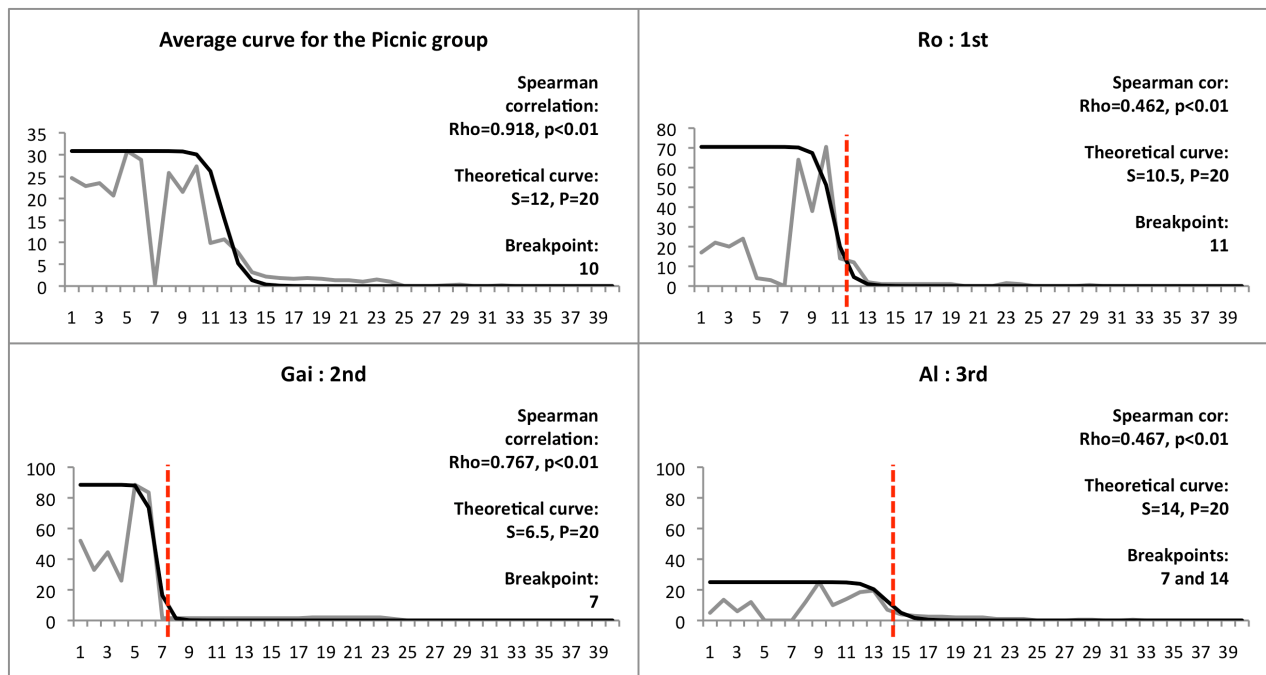 Average curve for the Picnic group
Spearman
correlation:
Rho=0.918, p<0.01
Theoretical curve:
S=12, P=20
Breakpoint:
10
35
30
25
20
15
10
5
0
1 3 5 7 9 11 13 15 17 19 21 23 25 27 29 31 33 35 37 39
Ro : 1st
Spearman cor:
Rho=0.462, p<0.01
Theoretical curve:
S=10.5, P=20
Breakpoint:
11
80
70
60
50
40
30
20
10
0
1 3 5 7 9 11 13 15 17 19 21 23 25 27 29 31 33 35 37 39
Gai : 2nd
Spearman
correlation:
Rho=0.767, p<0.01
Theoretical curve:
S=6.5, P=20
Breakpoint:
7
100
80
60
40
20
0
1 3 5 7 9 11 13 15 17 19 21 23 25 27 29 31 33 35 37 39
Al : 3rd
Spearman cor:
Rho=0.467, p<0.01
Theoretical curve:
S=14, P=20
Breakpoints:
7 and 14
100
80
60
40
20
0
1 3 5 7 9 11 13 15 17 19 21 23 25 27 29 31 33 35 37 39